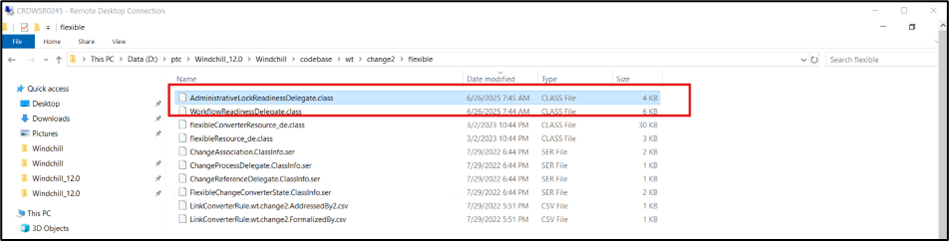 CRDWSR0245 - Remote Desktop Connection
flexible
File Home Share View
This PC > Data (D:) > ptc > Windchill_12.0 > Windchill > codebase > wt > change2 > flexible
Search flexible
Name Date modified Type Size
Quick access
Desktop
Downloads
Pictures
Windchill
Windchill
Windchill_12.0
Windchill_12.0
This PC
3D Objects
AdministrativeLockReadinessDelegate.class 6/26/2025 7:45 AM CLASS File 4 KB
WorkflowReadinessDelegate.class 6/26/2025 7:44 AM CLASS File 6 KB
flexibleConverterResource_de.class 3/2/2023 10:44 PM CLASS File 30 KB
flexibleResource_de.class 3/2/2023 10:44 PM CLASS File 3 KB
ChangeAssociation.ClassInfo.ser 7/29/2022 6:44 PM SER File 2 KB
ChangeProcessDelegate.ClassInfo.ser 7/29/2022 6:44 PM SER File 1 KB
ChangeReferenceDelegate.ClassInfo.ser 7/29/2022 6:44 PM SER File 1 KB
FlexibleChangeConverterState.ClassInfo.ser 7/29/2022 6:44 PM SER File 2 KB
LinkConverterRule.wt.change2.AddressedBy2.csv 7/29/2022 5:51 PM CSV File 1 KB
LinkConverterRule.wt.change2.FormalizedBy.csv 7/29/2022 5:51 PM CSV File 1 KB